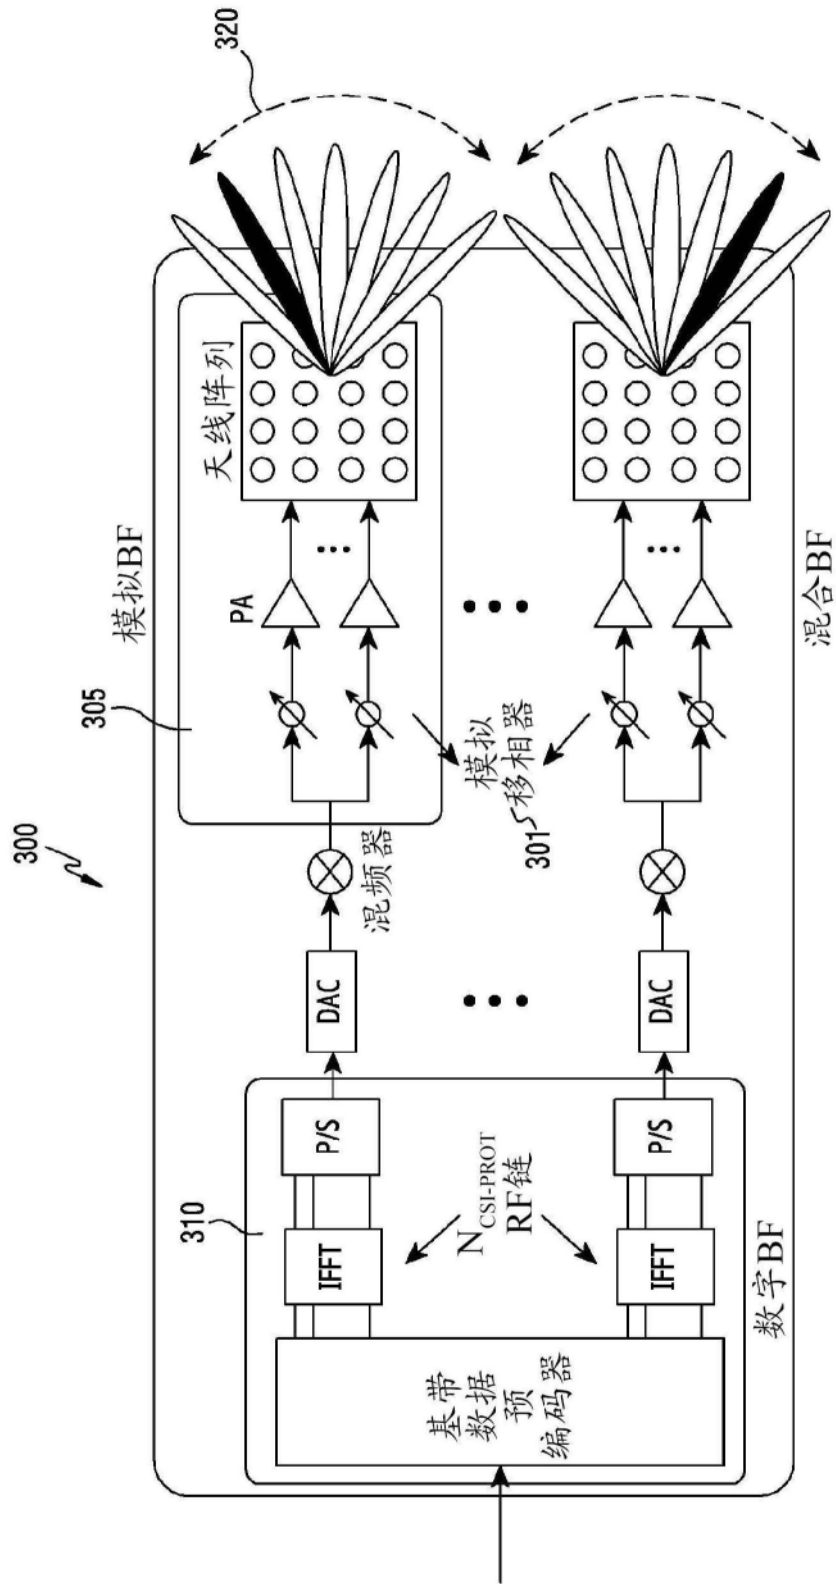 300
320
模拟BF
305
天线阵列
PA
混频器
DAC
310
P/S
IFFT
N_CSI-PROT
RF链
基带
数据
预
编码器
模拟
移相器
301
DAC
P/S
IFFT
数字BF
混合BF